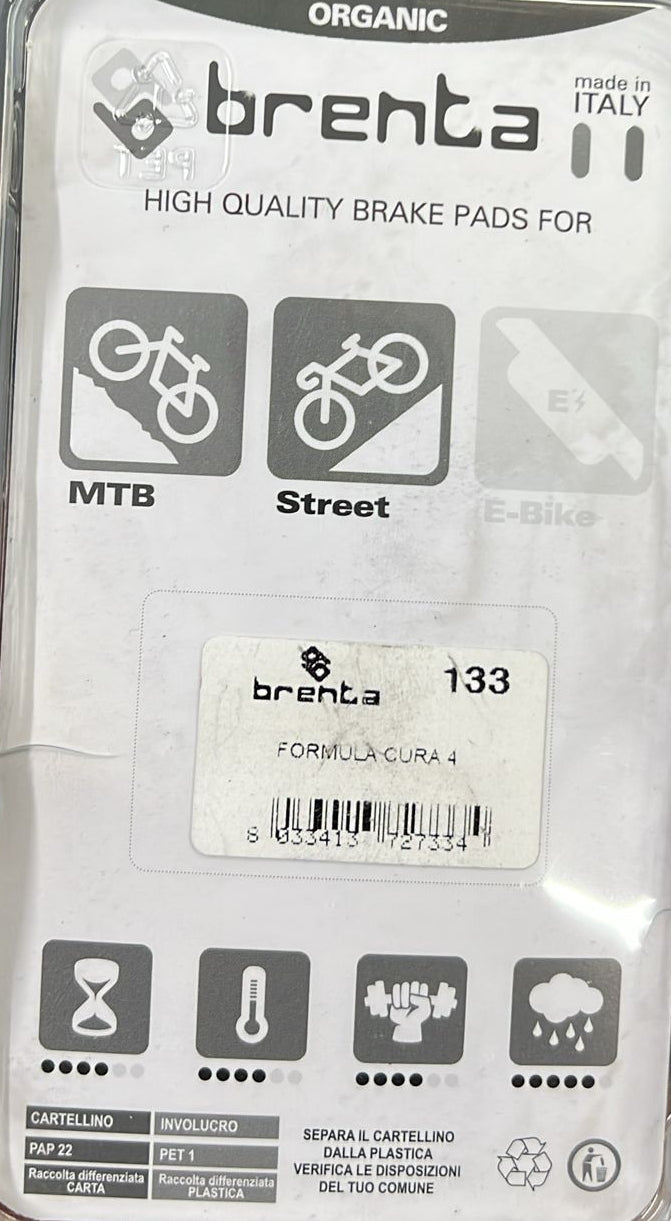 ORGANIC
brenta
made in
ITALY
PET
HIGH QUALITY BRAKE PADS FOR
E
MTB
Street
E-Bike
brenta
133
FORMULA CURA 4
8 033413 727334
CARTELLINO
INVOLUCRO
PAP 22
PET 1
Raccolta differenziata
CARTA
Raccolta differenziata
PLASTICA
SEPARA IL CARTELLINO
DALLA PLASTICA
VERIFICA LE DISPOSIZIONI
DEL TUO COMUNE